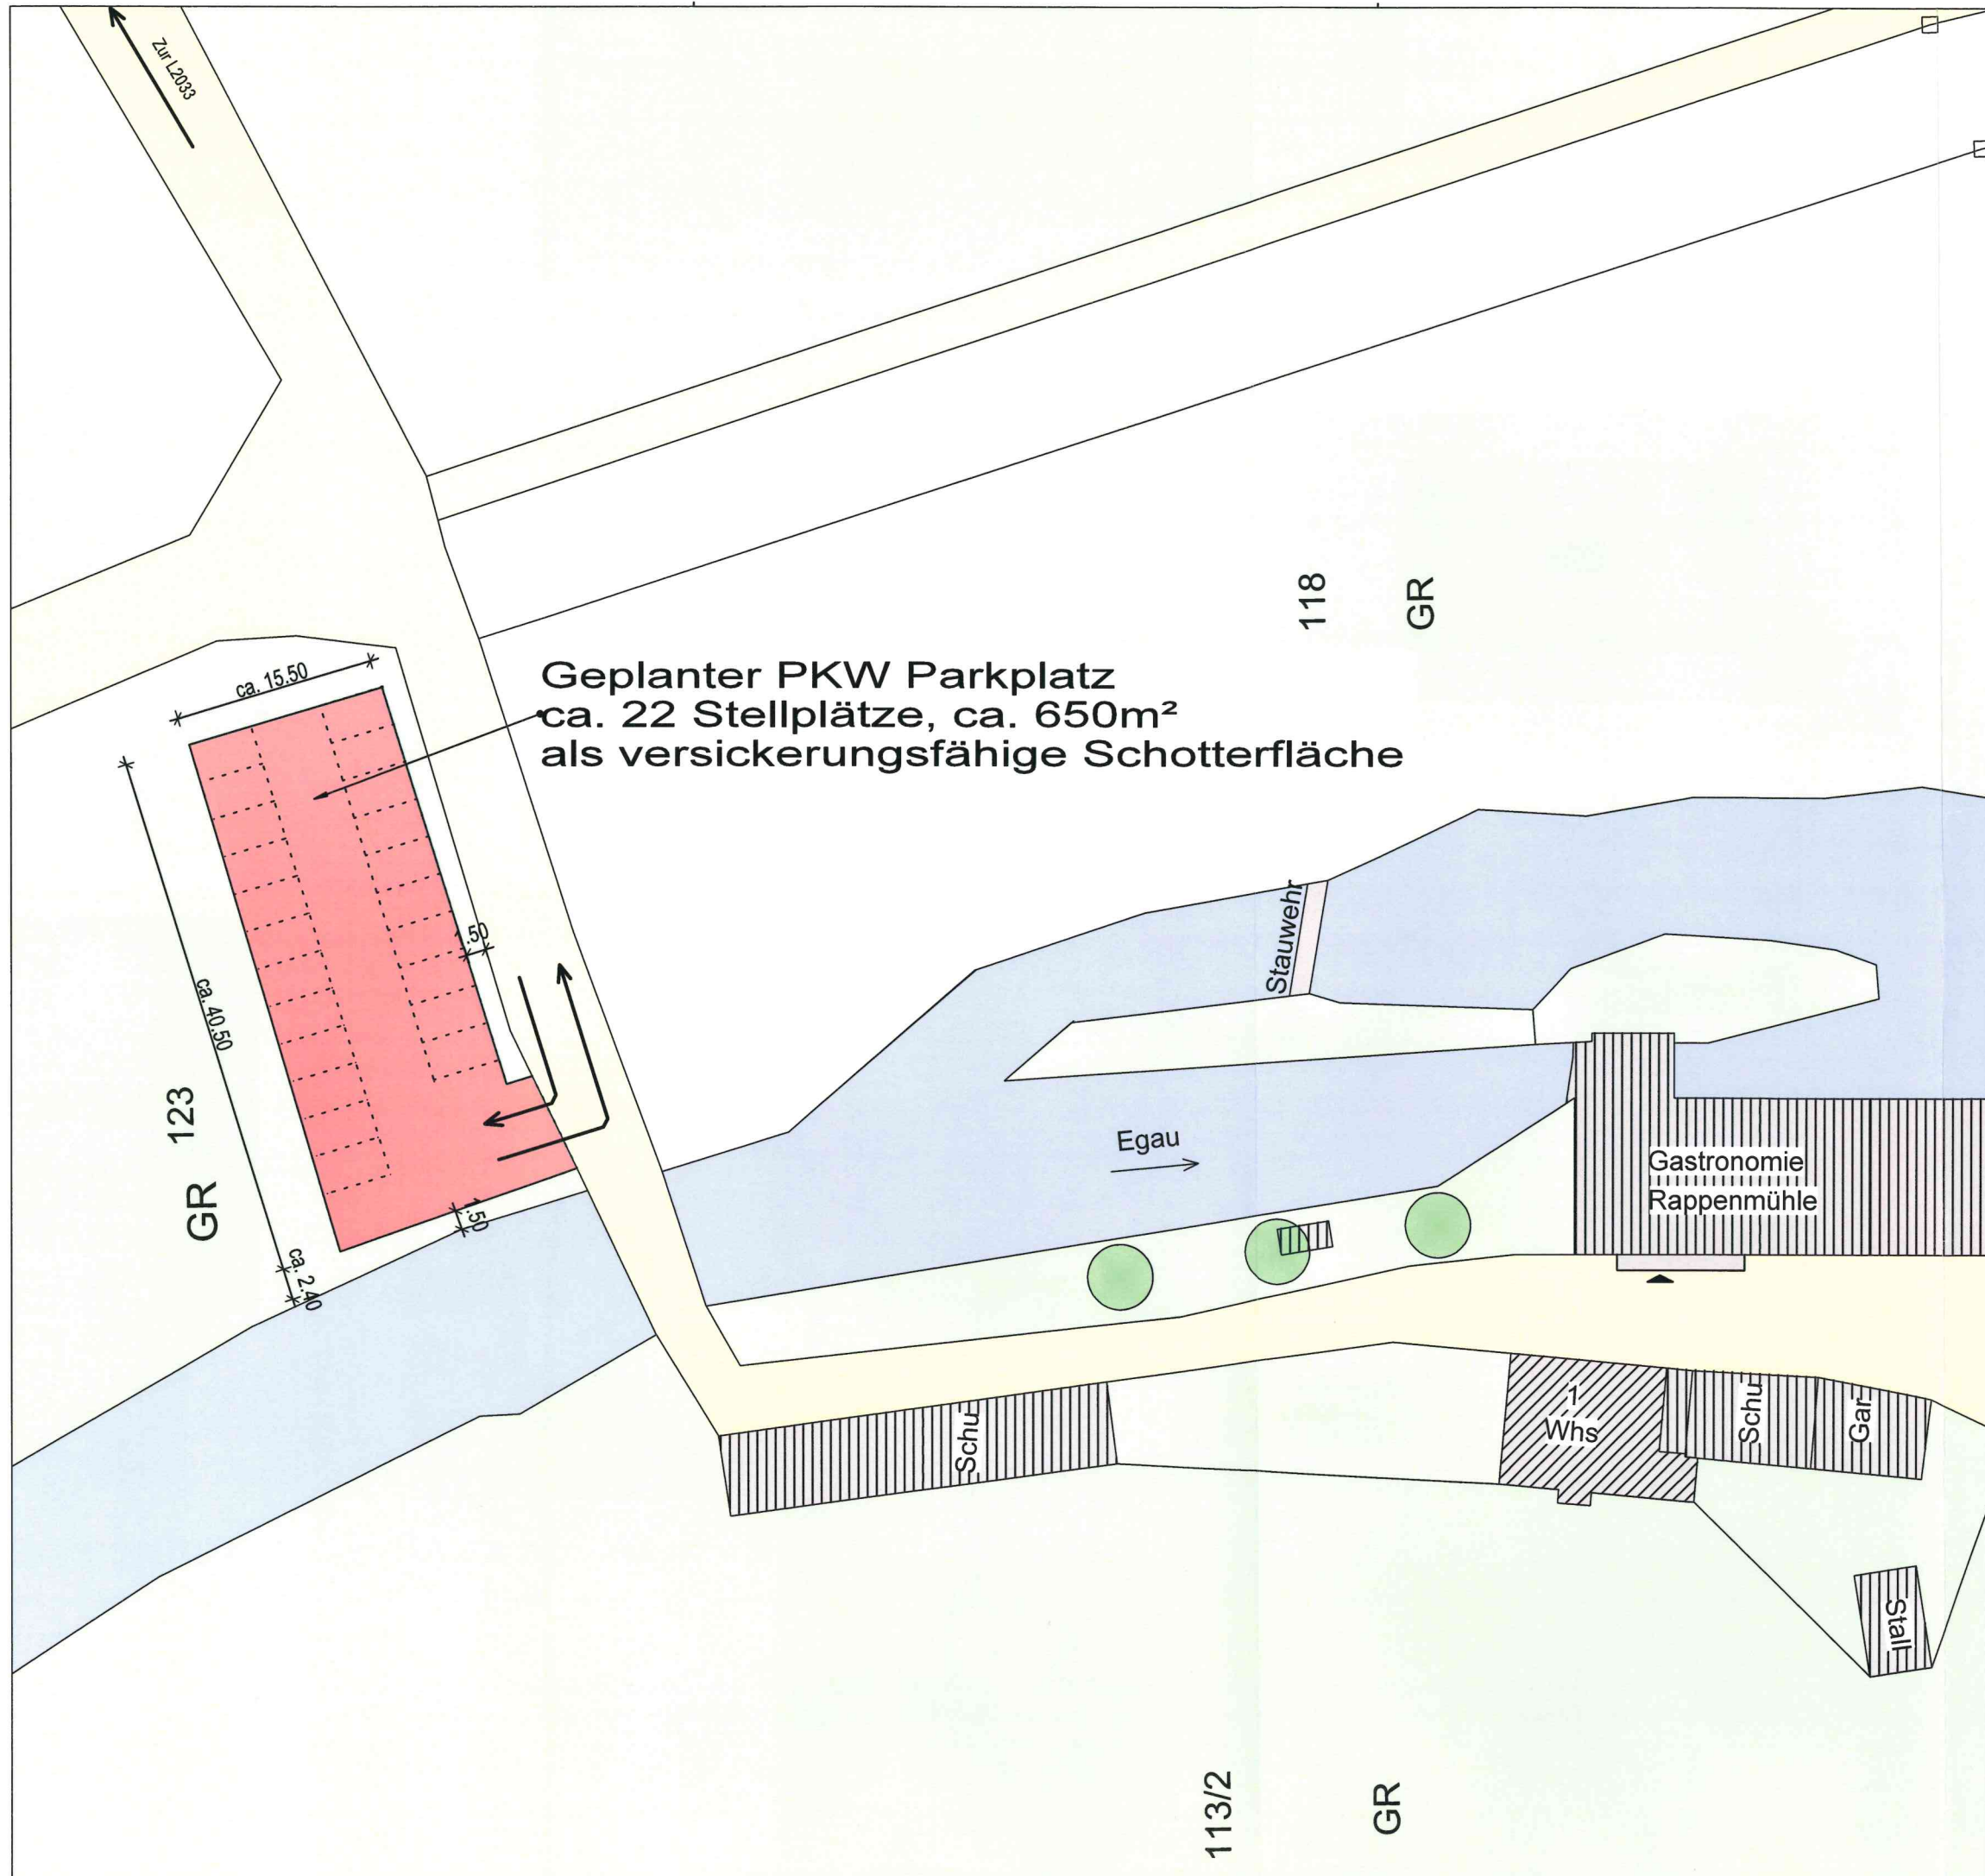 Zur L2033
118
GR
ca. 15.50
Geplanter PKW Parkplatz
ca. 22 Stellplätze, ca. 650m²
als versickerungsfähige Schotterfläche
Stauwehr
1.50
ca. 40.50
123
GR
Egau
Gastronomie
Rappenmühle
1.50
ca. 2.40
Schu
1
Whs
Schu
Gar
Stall
113/2
GR